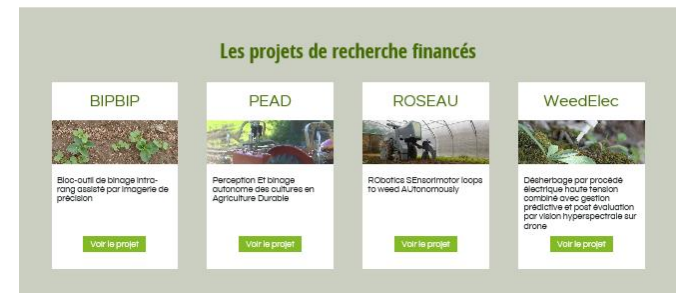 Les projets de recherche financés
BIPBIP
Bloc-outil de binage intra-
rang assisté par imagerie de
précision
Voir le projet
PEAD
Perception Et binage
autonome des cultures en
Agriculture Durable
Voir le projet
ROSEAU
RObotics SEnsorimotor loops
to weed AUtonomously
Voir le projet
WeedElec
Désherbage par procédé
électrique haute tension
combiné avec gestion
prédictive et post évaluation
par vision hyperspectrale sur
drone
Voir le projet